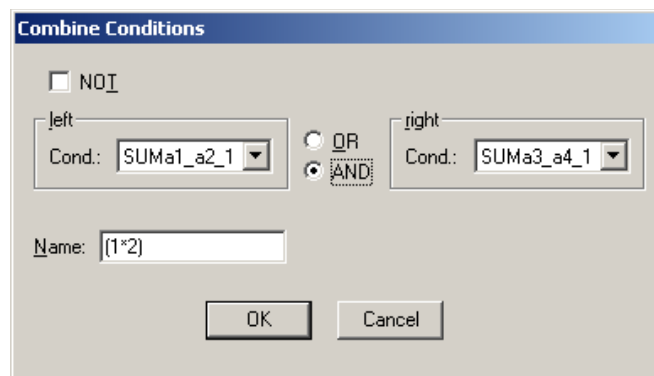 Combine Conditions
NOT
left
right
OR
Cond.: SUMa1_a2_1
Cond.: SUMa3_a4_1
AND
Name: (1*2)
OK Cancel